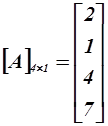 [A]4×1 = [2
1
4
7]